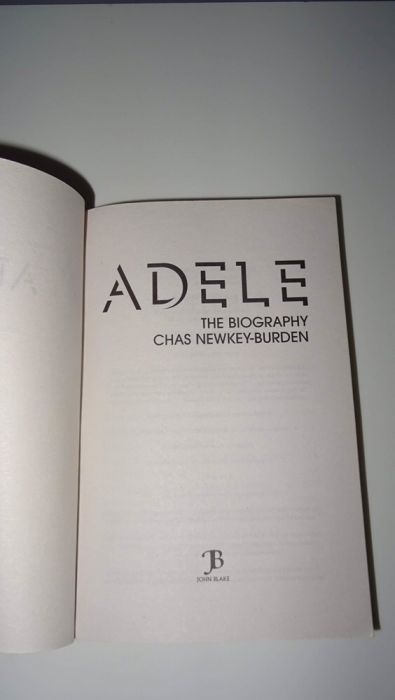 ADELE
THE BIOGRAPHY
CHAS NEWKEY-BURDEN
JB
JOHN BLAKE